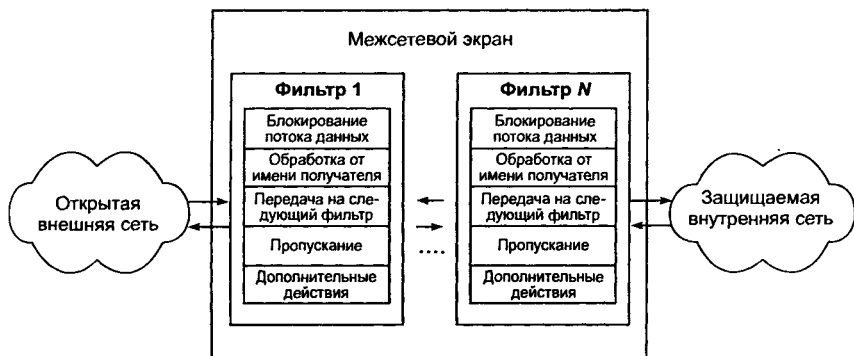 Межсетевой экран
Фильтр 1
Блокирование
потока данных
Обработка от
имени получателя
Передача на сле-
дующий фильтр
Пропускание
Дополнительные
действия
....
Фильтр N
Блокирование
потока данных
Обработка от
имени получателя
Передача на сле-
дующий фильтр
Пропускание
Дополнительные
действия
Открытая
внешняя сеть
Защищаемая
внутренняя сеть